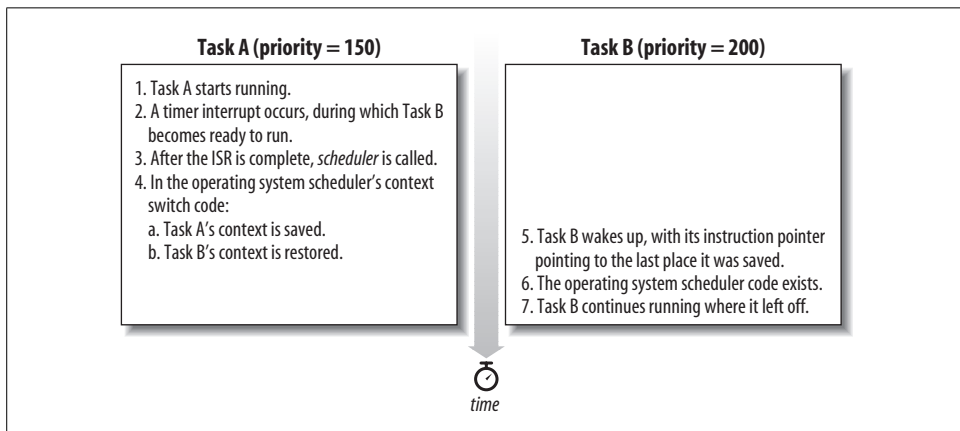 Task A (priority = 150)
1. Task A starts running.
2. A timer interrupt occurs, during which Task B
becomes ready to run.
3. After the ISR is complete, scheduler is called.
4. In the operating system scheduler's context
switch code:
a. Task A's context is saved.
b. Task B's context is restored.
Task B (priority = 200)
5. Task B wakes up, with its instruction pointer
pointing to the last place it was saved.
6. The operating system scheduler code exists.
7. Task B continues running where it left off.
time